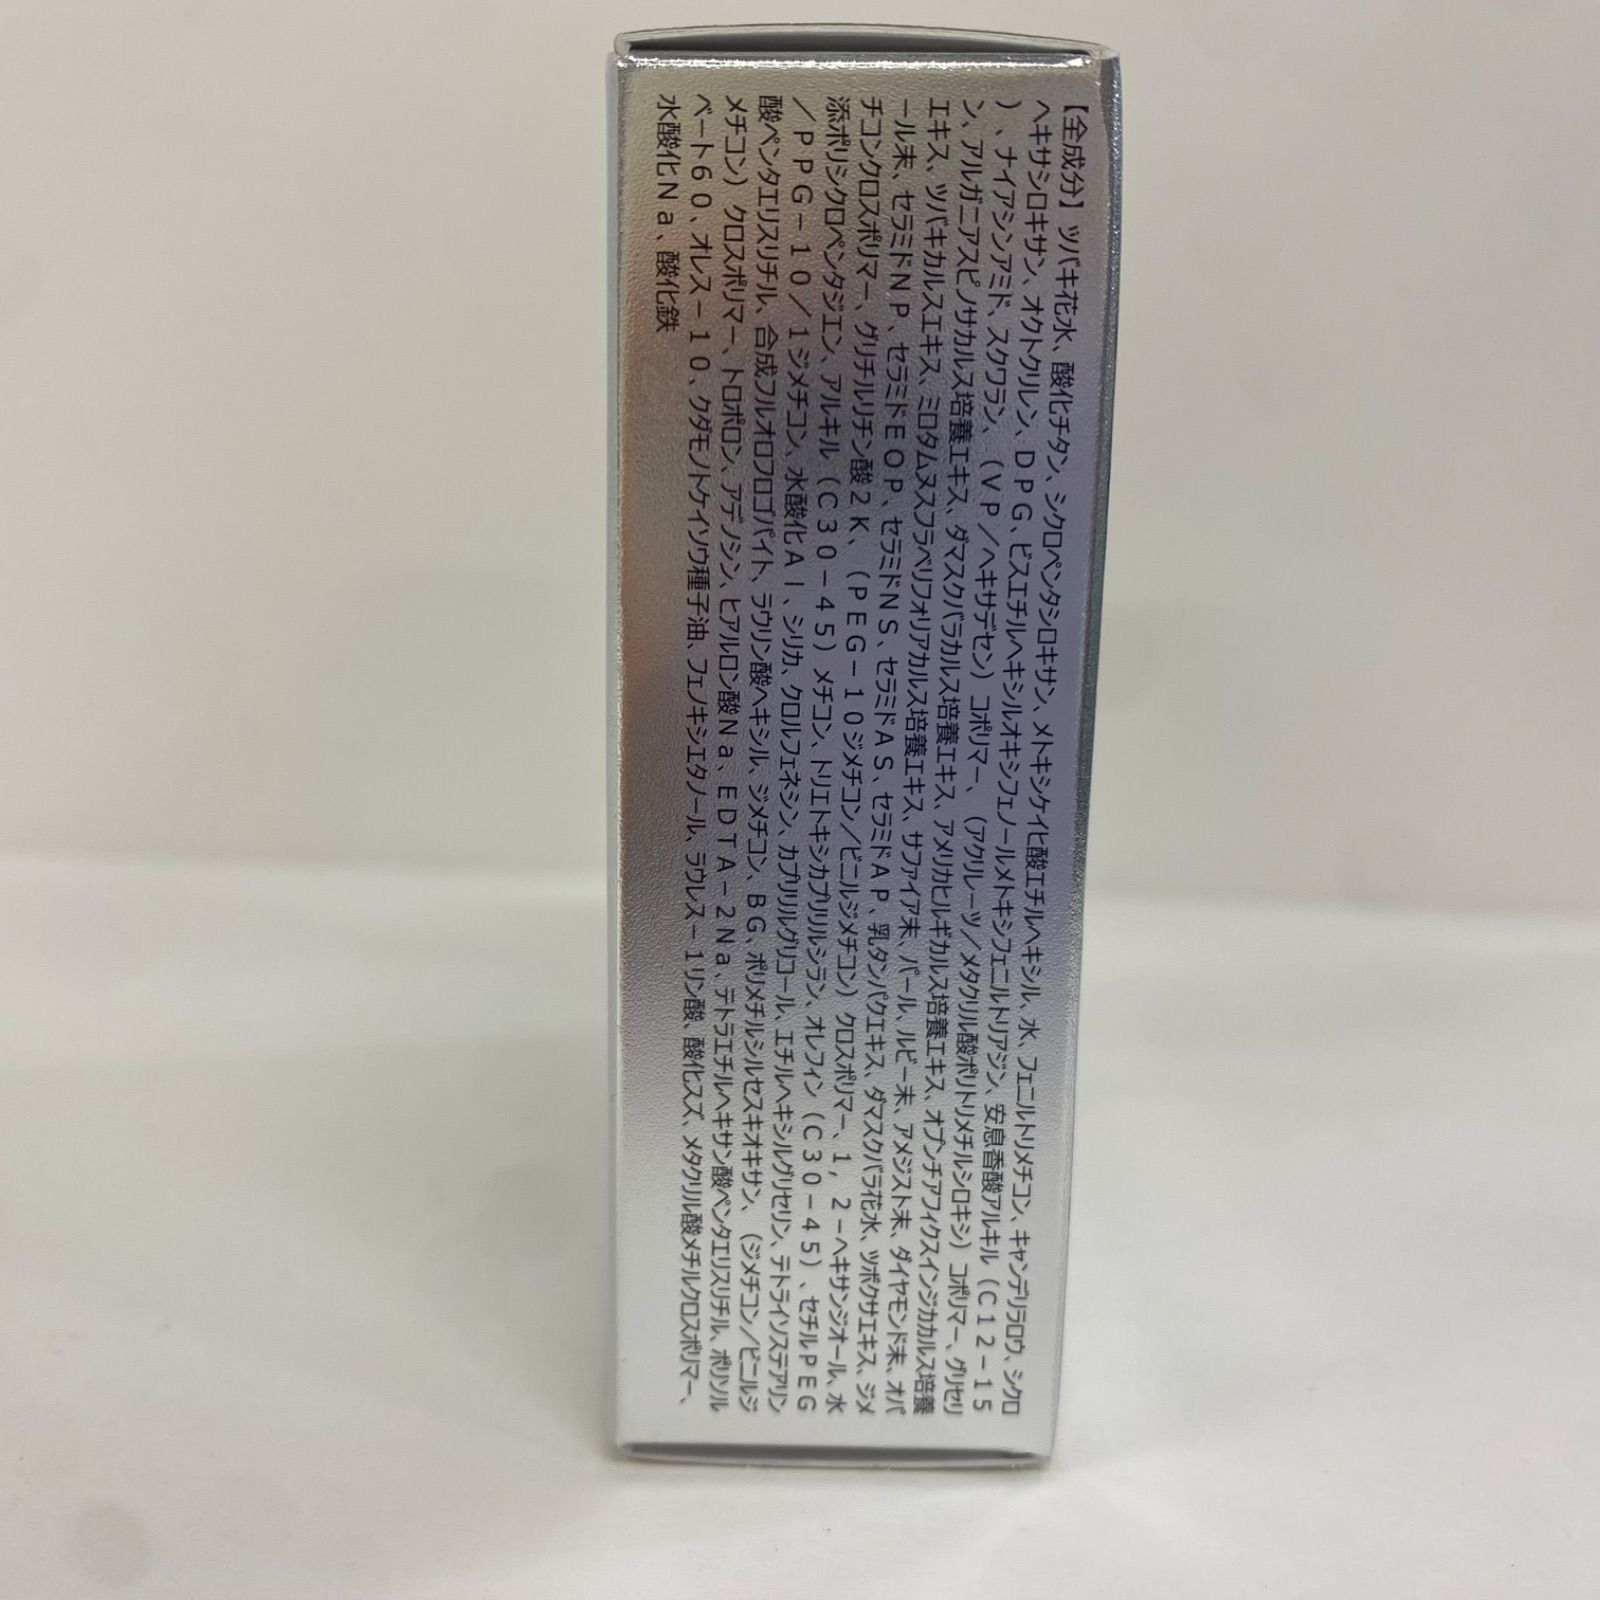 【全成分】ツバキ花水、酸化チタン、シクロペンタシロキサン、メトキシケイヒ酸エチルヘキシル、水、フェニルトリメチコン、キャンデリラロウ、シクロ
ヘキサシロキサン、オクトクリレン、DPG、ビスエチルヘキシルオキシフェノールメトキシフェニルトリアジン、安息香酸アルキル（C12－15
）、ナイアシンアミド、スクワラン、（VP／ヘキサデセン）コポリマー、（アクリレーツ／メタクリル酸ポリトリメチルシロキシ）コポリマー、グリセリ
ン、アルガニアスピノサカルス培養エキス、ダマスクバラカルス培養エキス、アメリカヒルギカルス培養エキス、オプンチアフィクスインジカカルス培養
エキス、ツバキカルスエキス、ミロタムヌスフラベリフォリアカルス培養エキス、サファイア末、パール、ルビー末、アメジスト末、ダイヤモンド末、オパ
ール末、セラミドNP、セラミドEOP、セラミドNS、セラミドAS、セラミドAP、乳タンパクエキス、ダマスクバラ花水、ツボクサエキス、ジメ
チコンクロスポリマー、グリチルリチン酸2K、（PEG－10ジメチコン／ビニルジメチコン）クロスポリマー、1，2－ヘキサンジオール、水
添ポリシクロペンタジエン、アルキル（C30－45）メチコン、トリエトキシカプリリルシラン、オレフィン（C30－45）、セチルPEG
／PPG－10／1ジメチコン、水酸化Al、シリカ、クロルフェネシン、カプリリルグリコール、エチルヘキシルグリセリン、テトライソステアリン
酸ペンタエリスリチル、合成フルオロフロゴパイト、ラウリン酸ヘキシル、ジメチコン、BG、ポリメチルシルセスキオキサン、（ジメチコン／ビニルジ
メチコン）クロスポリマー、トロポロン、アデノシン、ヒアルロン酸Na、EDTA－2Na、テトラエチルヘキサン酸ペンタエリスリチル、ポリソル
ベート60、オレス－10、クダモノトケイソウ種子油、フェノキシエタノール、ラウレス－1リン酸、酸化スズ、メタクリル酸メチルクロスポリマー、
水酸化Na、酸化鉄